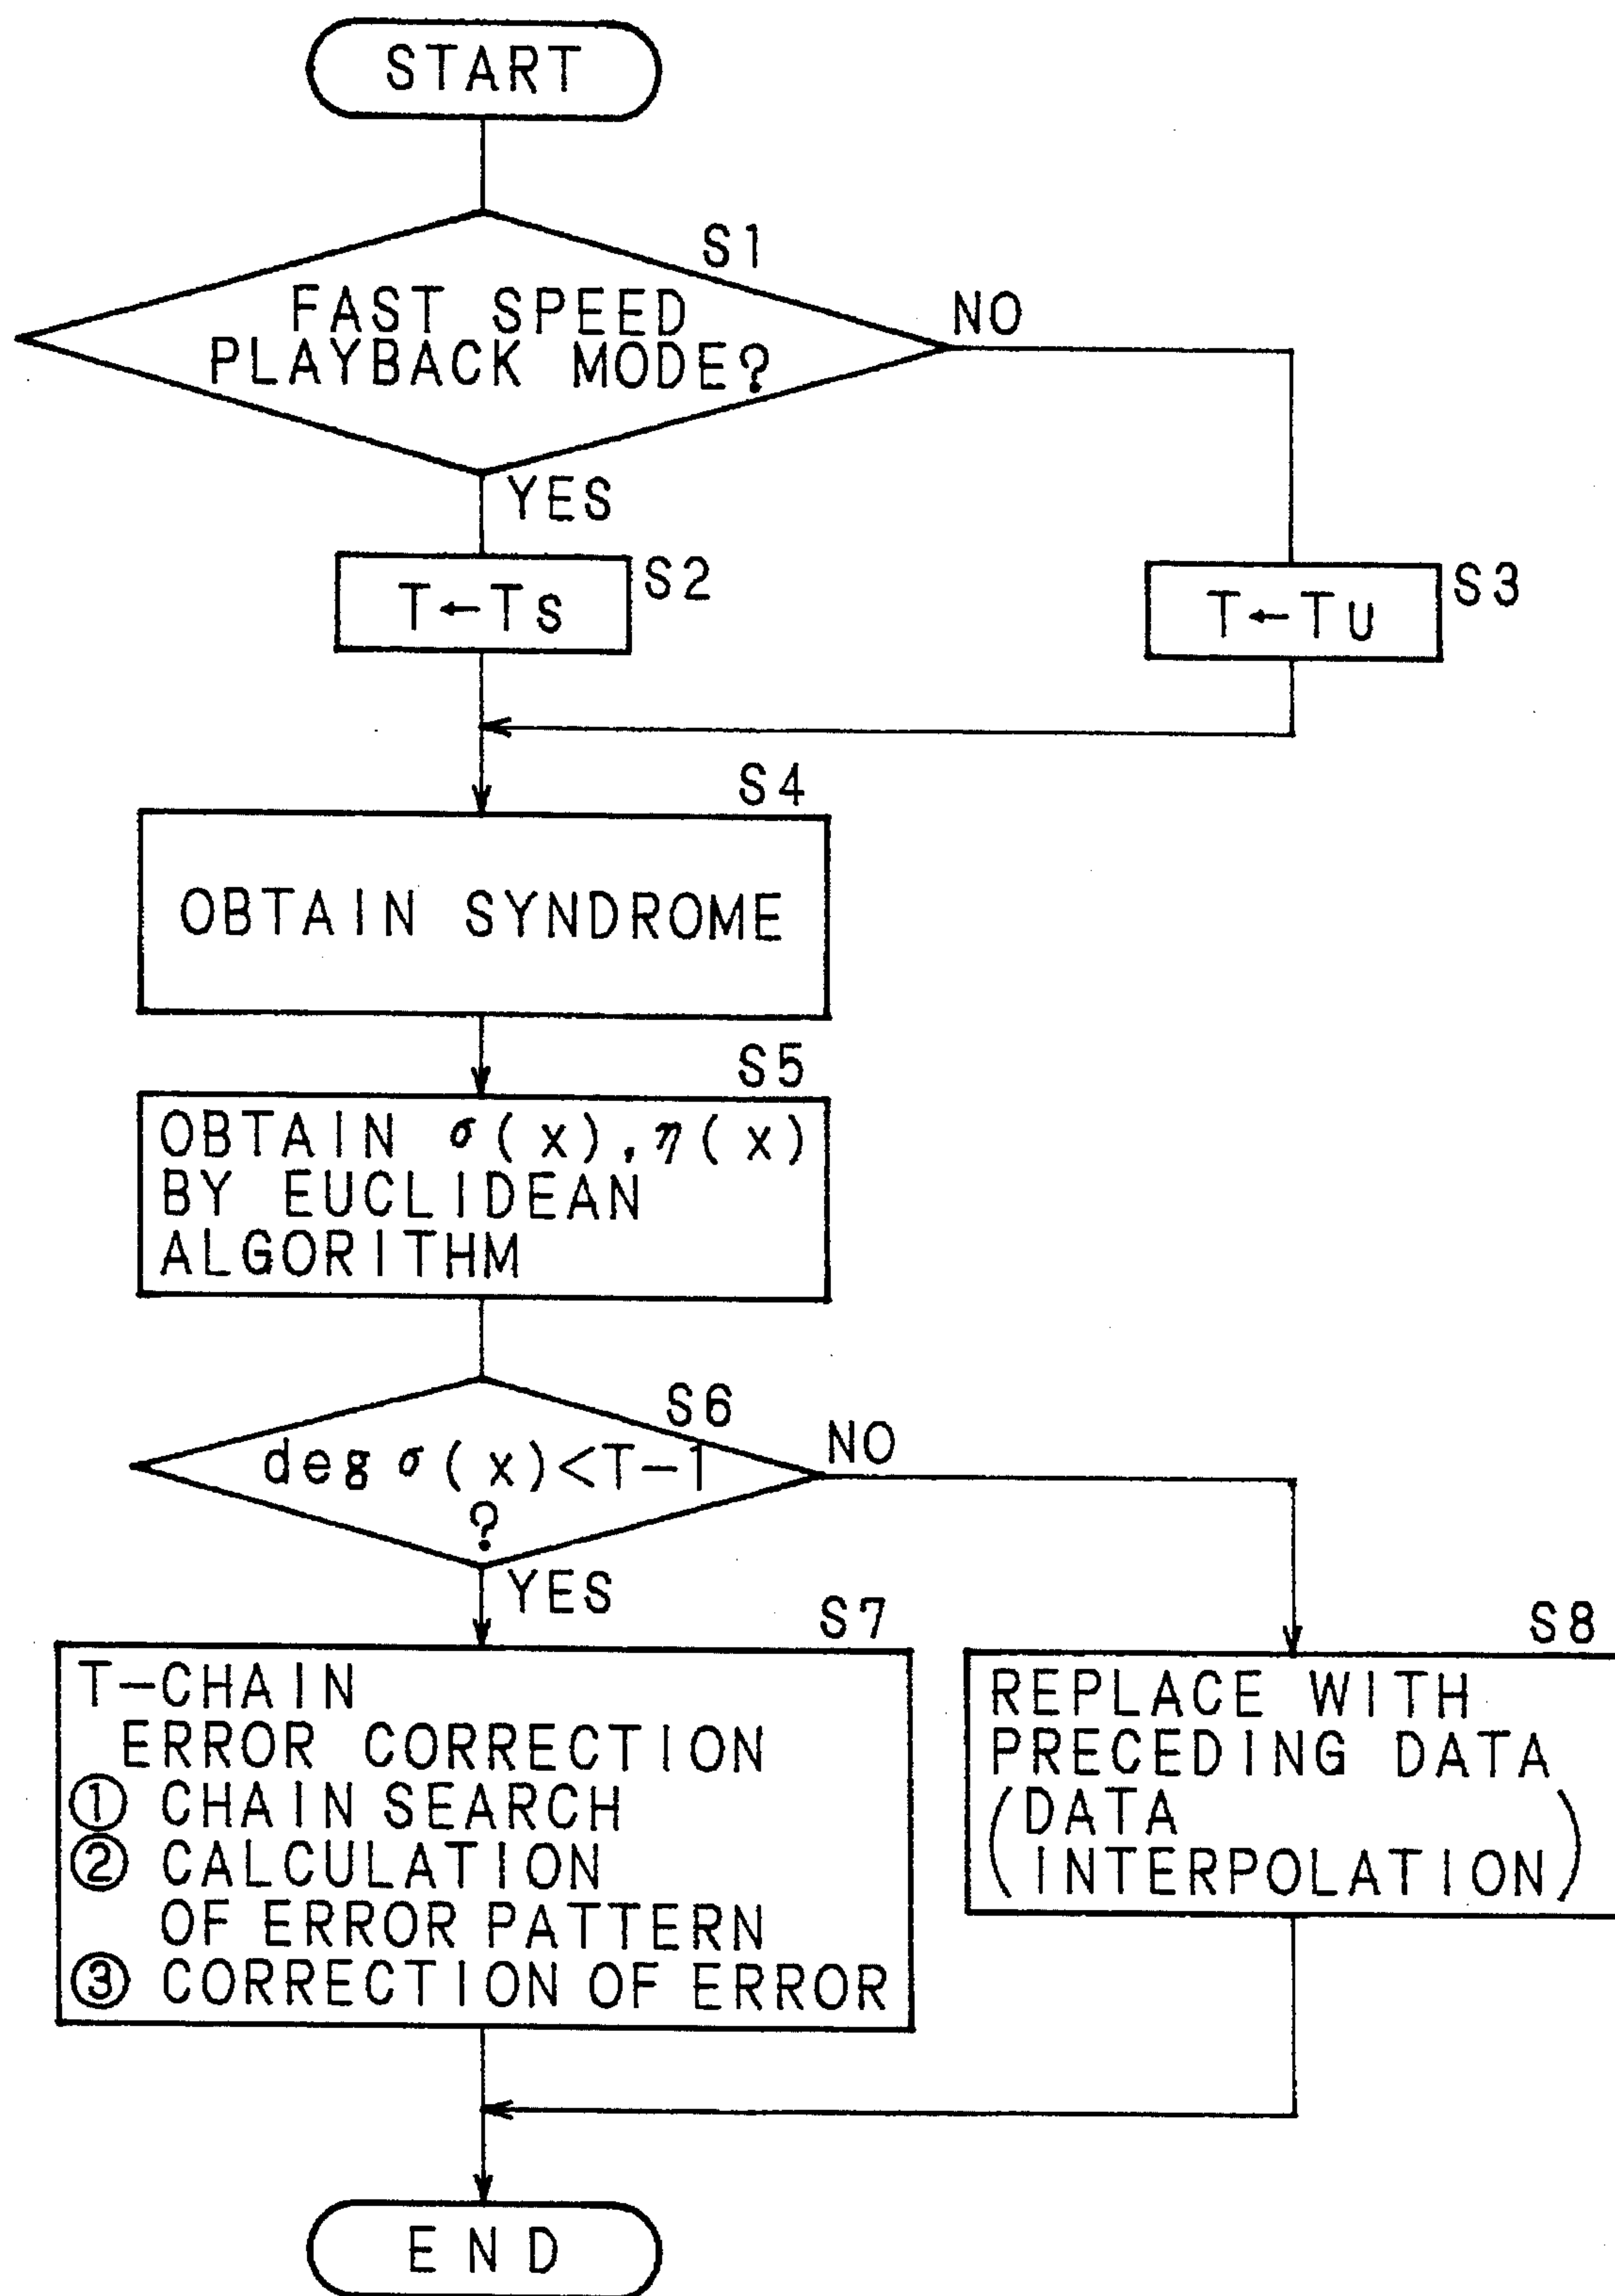 START
S1
FAST SPEED
PLAYBACK MODE?
NO
YES
T←TS
S2
T←TU
S3
S4
OBTAIN SYNDROME
S5
OBTAIN σ(x),η(x)
BY EUCLIDEAN
ALGORITHM
S6
deg σ(x)<T-1
?
NO
YES
S7
T-CHAIN
ERROR CORRECTION
① CHAIN SEARCH
② CALCULATION
OF ERROR PATTERN
③ CORRECTION OF ERROR
S8
REPLACE WITH
PRECEDING DATA
(DATA
INTERPOLATION)
END